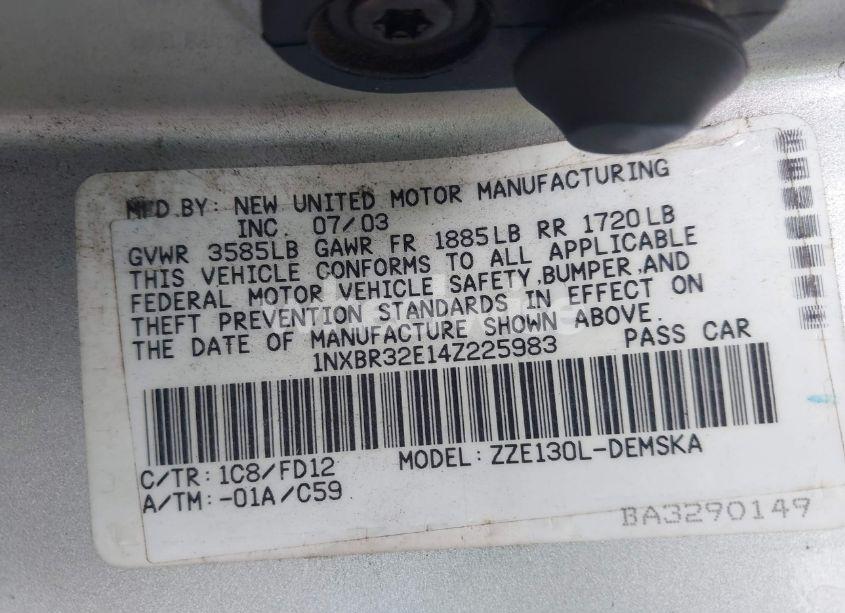 MFD.BY: NEW UNITED MOTOR MANUFACTURING
INC. 07/03
GVWR 3585LB GAWR FR 1885LB RR 1720LB
THIS VEHICLE CONFORMS TO ALL APPLICABLE
FEDERAL MOTOR VEHICLE SAFETY,BUMPER,AND
THEFT PREVENTION STANDARDS IN EFFECT ON
THE DATE OF MANUFACTURE SHOWN ABOVE.
1NXBR32E14Z225983 PASS CAR
C/TR: 1C8/FD12 MODEL: ZZE130L-DEMSKA
A/TM: -01A/C59
BA3290149